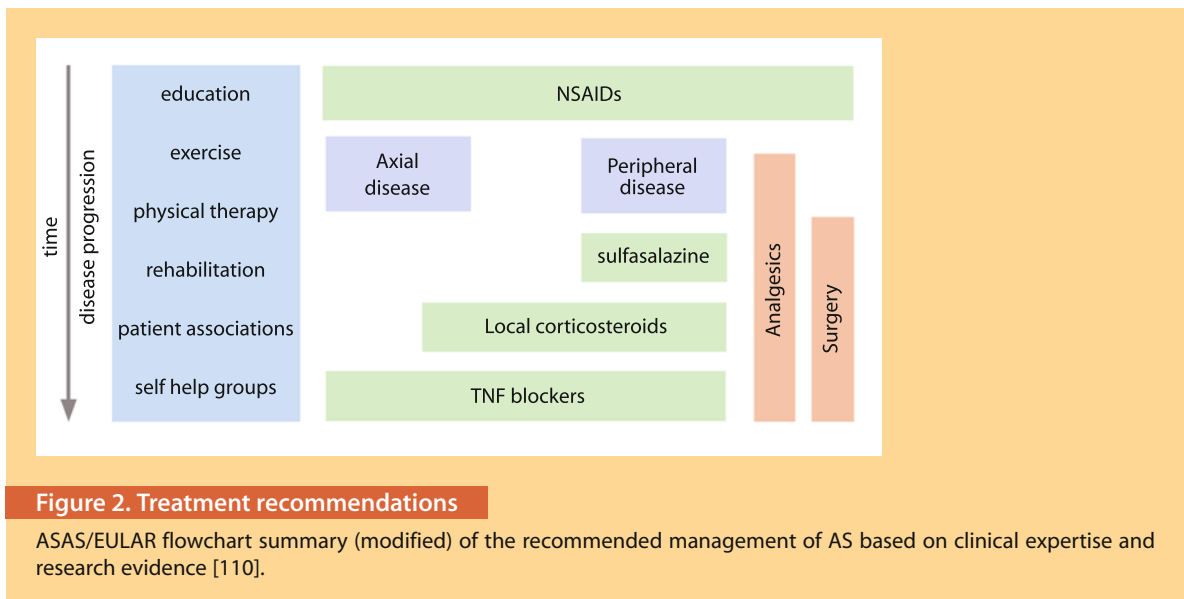 time
disease progression
education
exercise
physical therapy
rehabilitation
patient associations
self help groups
NSAIDs
Axial
disease
Peripheral
disease
sulfasalazine
Local corticosteroids
TNF blockers
Analgesics
Surgery
Figure 2. Treatment recommendations
ASAS/EULAR flowchart summary (modified) of the recommended management of AS based on clinical expertise and
research evidence [110].